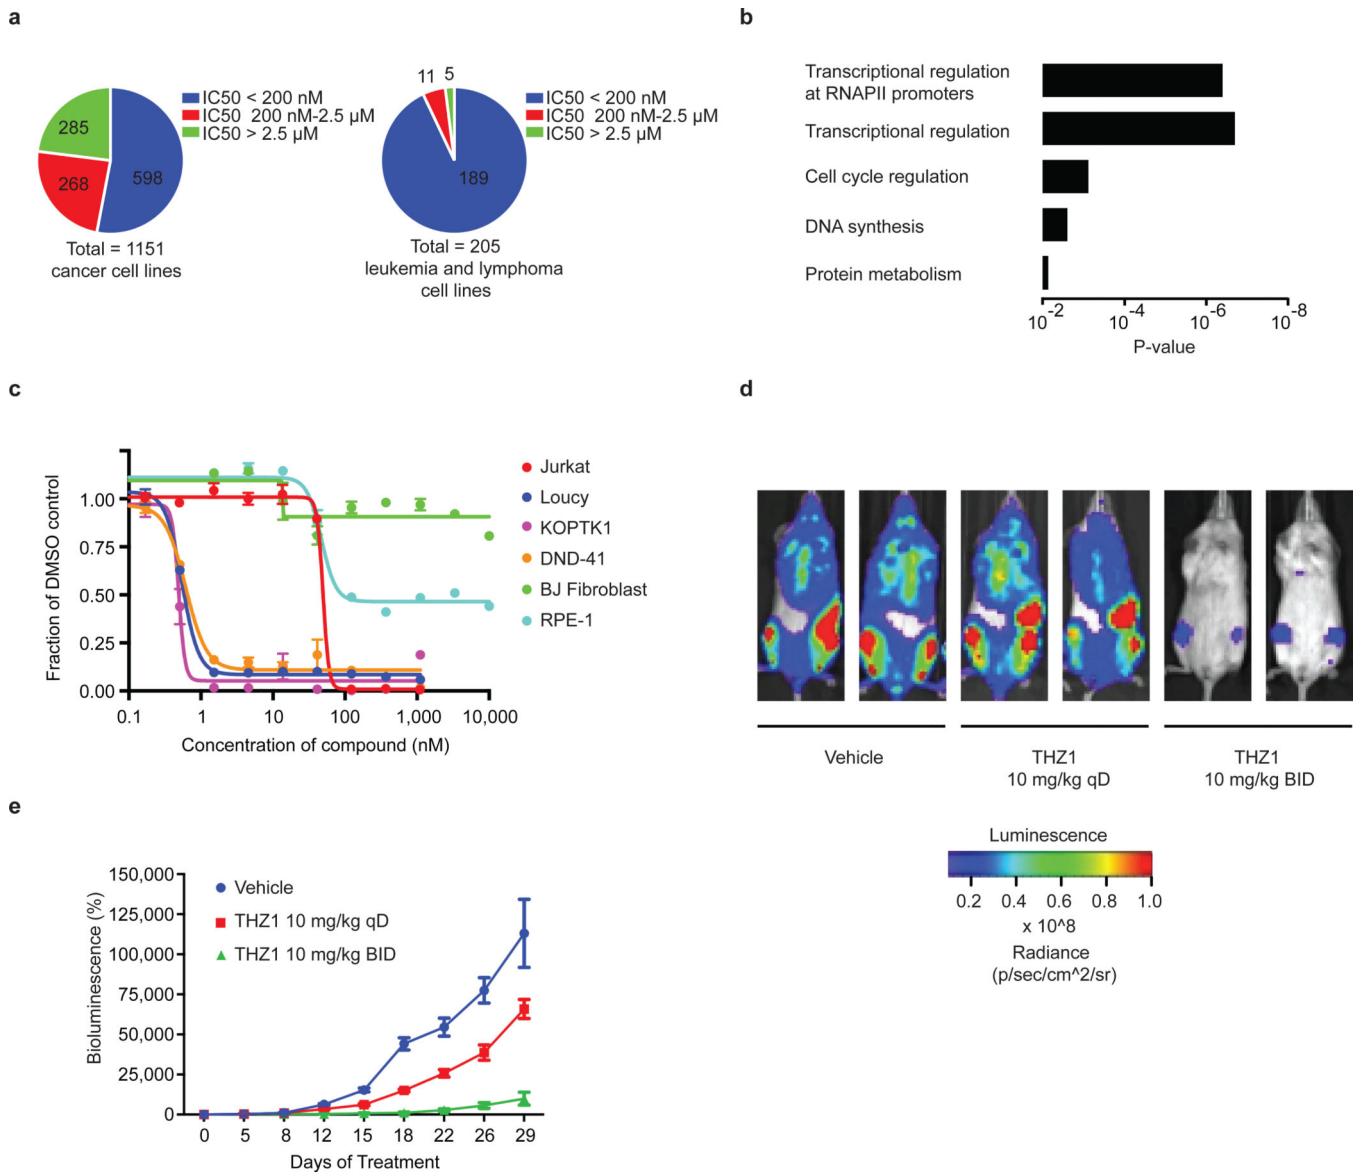 a
285
268
598
IC50 < 200 nM
IC50 200 nM-2.5 µM
IC50 > 2.5 µM
Total = 1151
cancer cell lines
11
5
189
IC50 < 200 nM
IC50 200 nM-2.5 µM
IC50 > 2.5 µM
Total = 205
leukemia and lymphoma
cell lines
b
Transcriptional regulation
at RNAPII promoters
Transcriptional regulation
Cell cycle regulation
DNA synthesis
Protein metabolism
10-2
10-4
10-6
10-8
P-value
c
Fraction of DMSO control
1.00
0.75
0.50
0.25
0.00
0.1
1
10
100
1,000
10,000
Concentration of compound (nM)
Jurkat
Loucy
KOPTK1
DND-41
BJ Fibroblast
RPE-1
d
Vehicle
THZ1
10 mg/kg qD
THZ1
10 mg/kg BID
Luminescence
0.2
0.4
0.6
0.8
1.0
x 10^8
Radiance
(p/sec/cm^2/sr)
e
Bioluminescence (%)
150,000
125,000
100,000
75,000
50,000
25,000
0
0
5
8
12
15
18
22
26
29
Days of Treatment
Vehicle
THZ1 10 mg/kg qD
THZ1 10 mg/kg BID